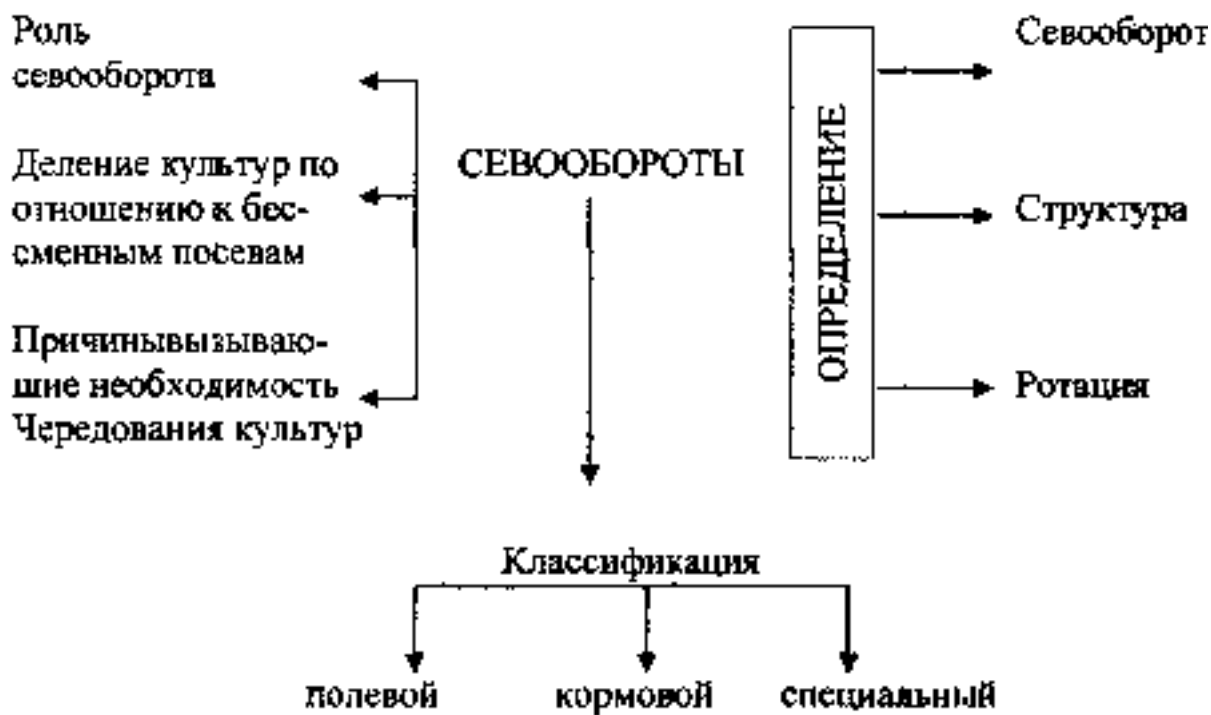 Роль
севооборота
Деление культур по
отношению к бес-
сменным посевам
Причинывызываю-
шие необходимость
Чередования культур
СЕВООБОРОТЫ
ОПРЕДЕЛЕНИЕ
Севооборот
Структура
Ротация
Классификация
полевой
кормовой
специальный